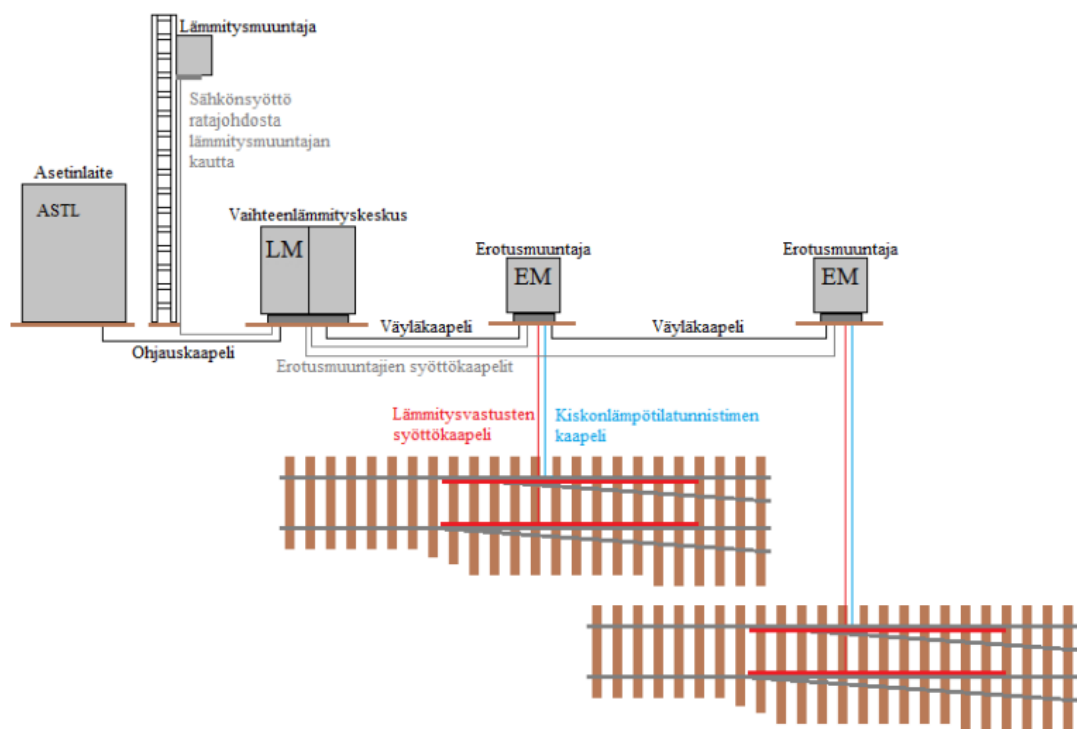 Lämmitysmuuntaja
Sähkönsyöttö
ratajohdosta
lämmitysmuuntajan
kautta
Asetinlaite
ASTL
Vaihteenlämmityskeskus
LM
Erotusmuuntaja
EM
Erotusmuuntaja
EM
Ohjauskaapeli
Väyläkaapeli
Väyläkaapeli
Erotusmuuntajien syöttökaapelit
Lämmitysvastusten
syöttökaapeli
Kiskonlämpötilatunnistimen
kaapeli